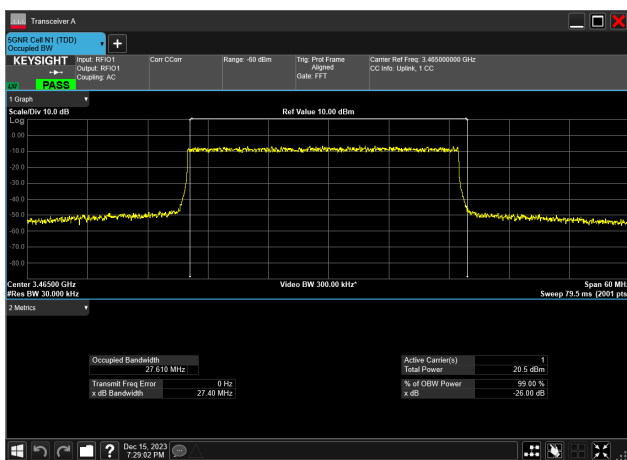 Transceiver A
5GNR Cell N1 (TDD)
Occupied BW
KEYSIGHT
PASS
Input: RFIO1
Output: RFIO1
Coupling: AC
Corr CCorr
Range: -60 dBm
Trig: Prot Frame
Aligned
Gate: FFT
Carrier Ref Freq: 3.465000000 GHz
CC Info: Uplink, 1 CC
1 Graph
Scale/Div 10.0 dB
Ref Value 10.00 dBm
Log
0.00
-10.0
-20.0
-30.0
-40.0
-50.0
-60.0
-70.0
-80.0
Center 3.46500 GHz
Video BW 300.00 kHz*
Span 60 MH
#Res BW 30.000 kHz
Sweep 79.5 ms (2001 pts
2 Metrics
Occupied Bandwidth
27.610 MHz
Transmit Freq Error 0 Hz
x dB Bandwidth 27.40 MHz
Active Carrier(s) 1
Total Power 20.5 dBm
% of OBW Power 99.00 %
x dB -26.00 dB
Dec 15, 2023
7:29:02 PM